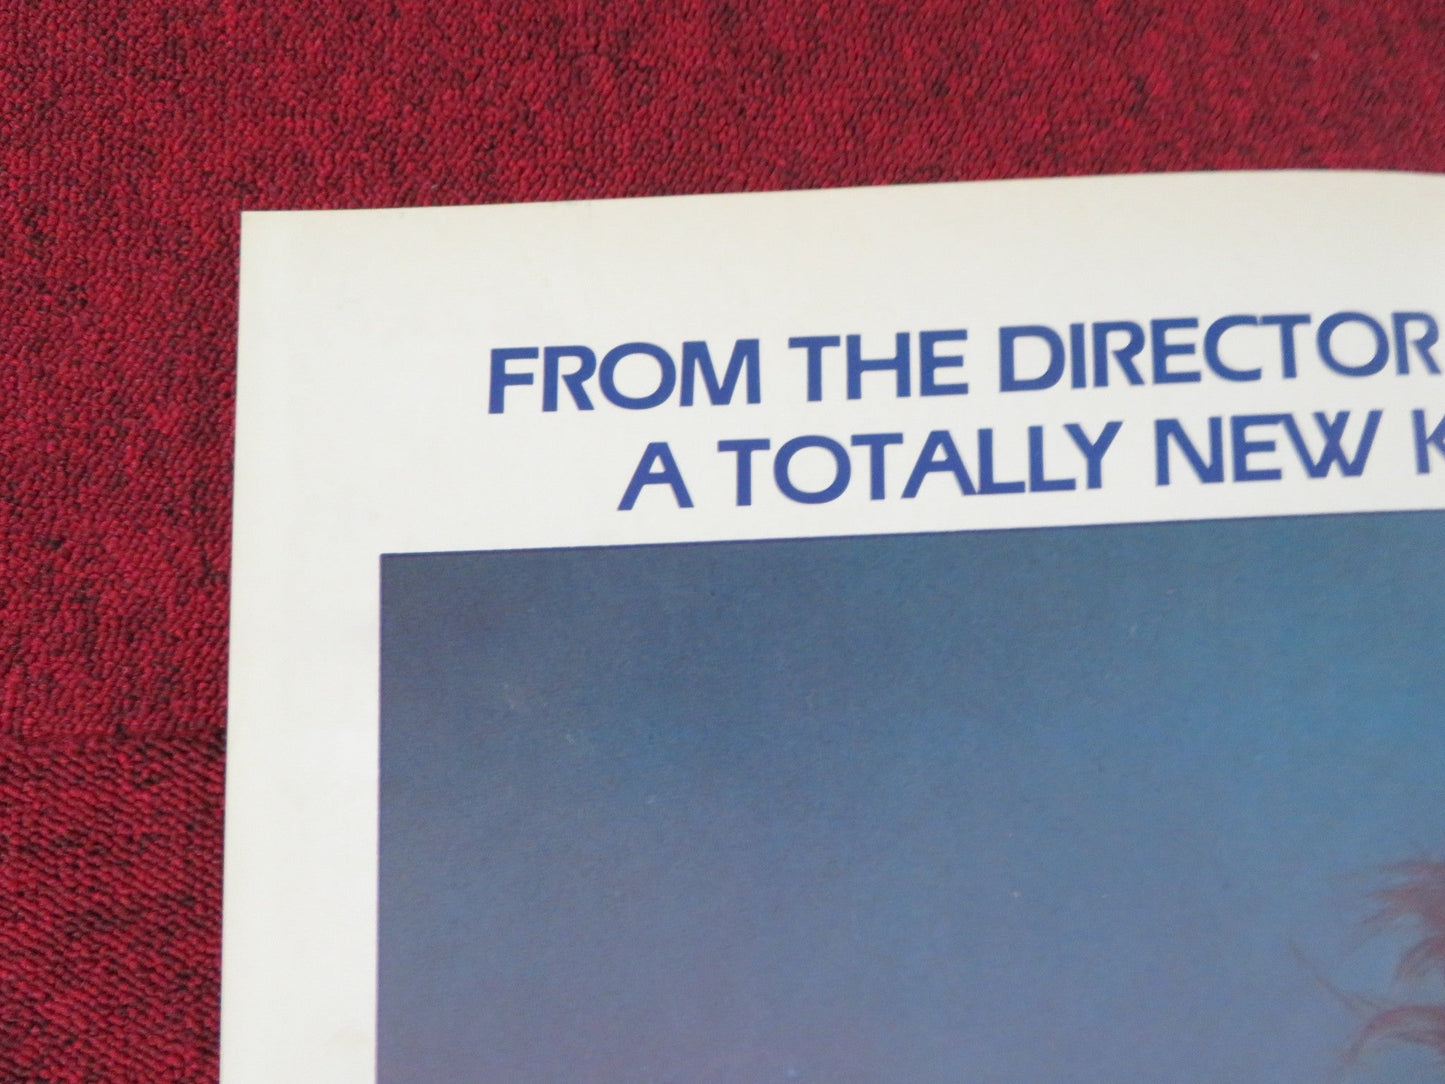 FROM THE DIRECTOR
A TOTALLY NEW K